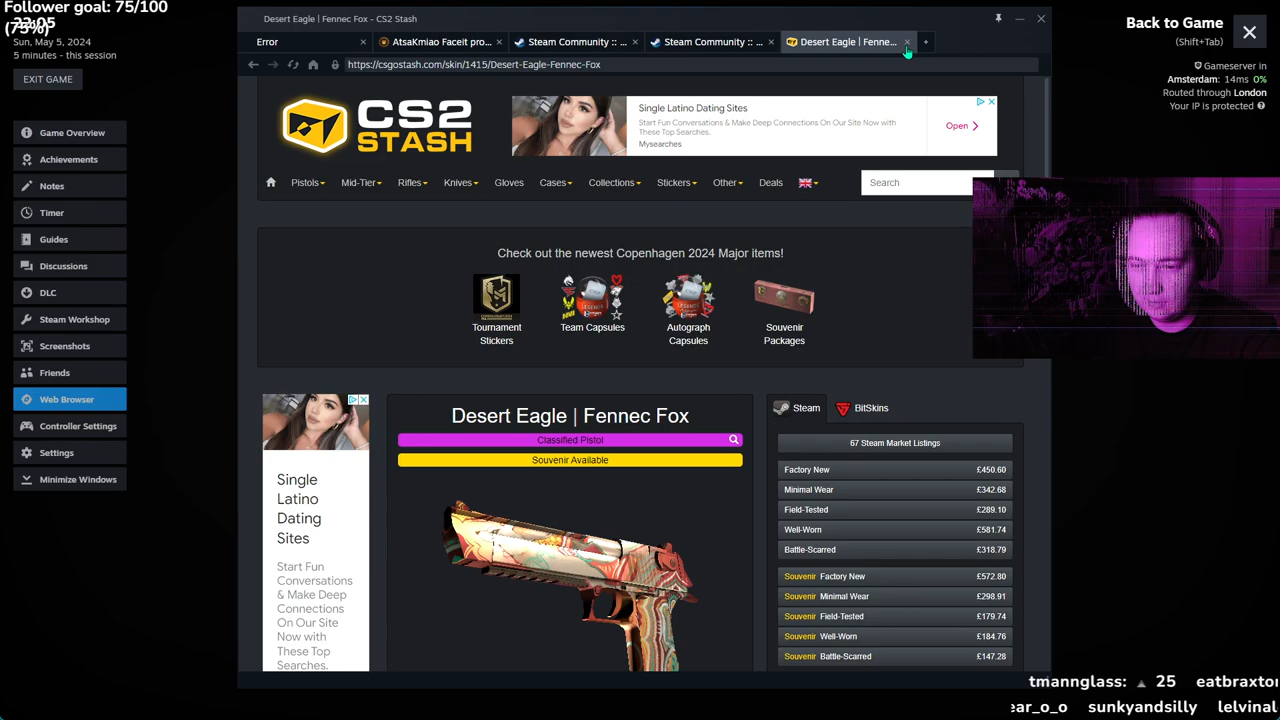 Follower goal: 75/100
(75%)
Sun, May 5, 2024
5 minutes - this session
EXIT GAME
Game Overview
Achievements
Notes
Timer
Guides
Discussions
DLC
Steam Workshop
Screenshots
Friends
Web Browser
Controller Settings
Settings
Minimize Windows
Desert Eagle | Fennec Fox - CS2 Stash
Error
AtsaKmiao Faceit pro...
Steam Community :: ...
Steam Community :: ...
Desert Eagle | Fenne...
https://csgostash.com/skin/1415/Desert-Eagle-Fennec-Fox
CS2
STASH
Single Latino Dating Sites
Start Fun Conversations & Make Deep Connections On Our Site Now with
These Top Searches.
Mysearches
Open
Pistols
Mid-Tier
Rifles
Knives
Gloves
Cases
Collections
Stickers
Other
Deals
Search
Check out the newest Copenhagen 2024 Major items!
Tournament
Stickers
Team Capsules
Autograph
Capsules
Souvenir
Packages
Single
Latino
Dating
Sites
Start Fun
Conversations
& Make Deep
Connections
On Our Site
Now with
These Top
Searches.
Desert Eagle | Fennec Fox
Classified Pistol
Souvenir Available
Steam
BitSkins
67 Steam Market Listings
Factory New £450.60
Minimal Wear £342.68
Field-Tested £289.10
Well-Worn £581.74
Battle-Scarred £318.79
Souvenir Factory New £572.80
Souvenir Minimal Wear £298.91
Souvenir Field-Tested £179.74
Souvenir Well-Worn £184.76
Souvenir Battle-Scarred £147.28
Back to Game
(Shift+Tab)
Gameserver in
Amsterdam: 14ms 0%
Routed through London
Your IP is protected
tmannglass: 25 eatbraxton
ear_o_o sunkyandsilly lelvinal